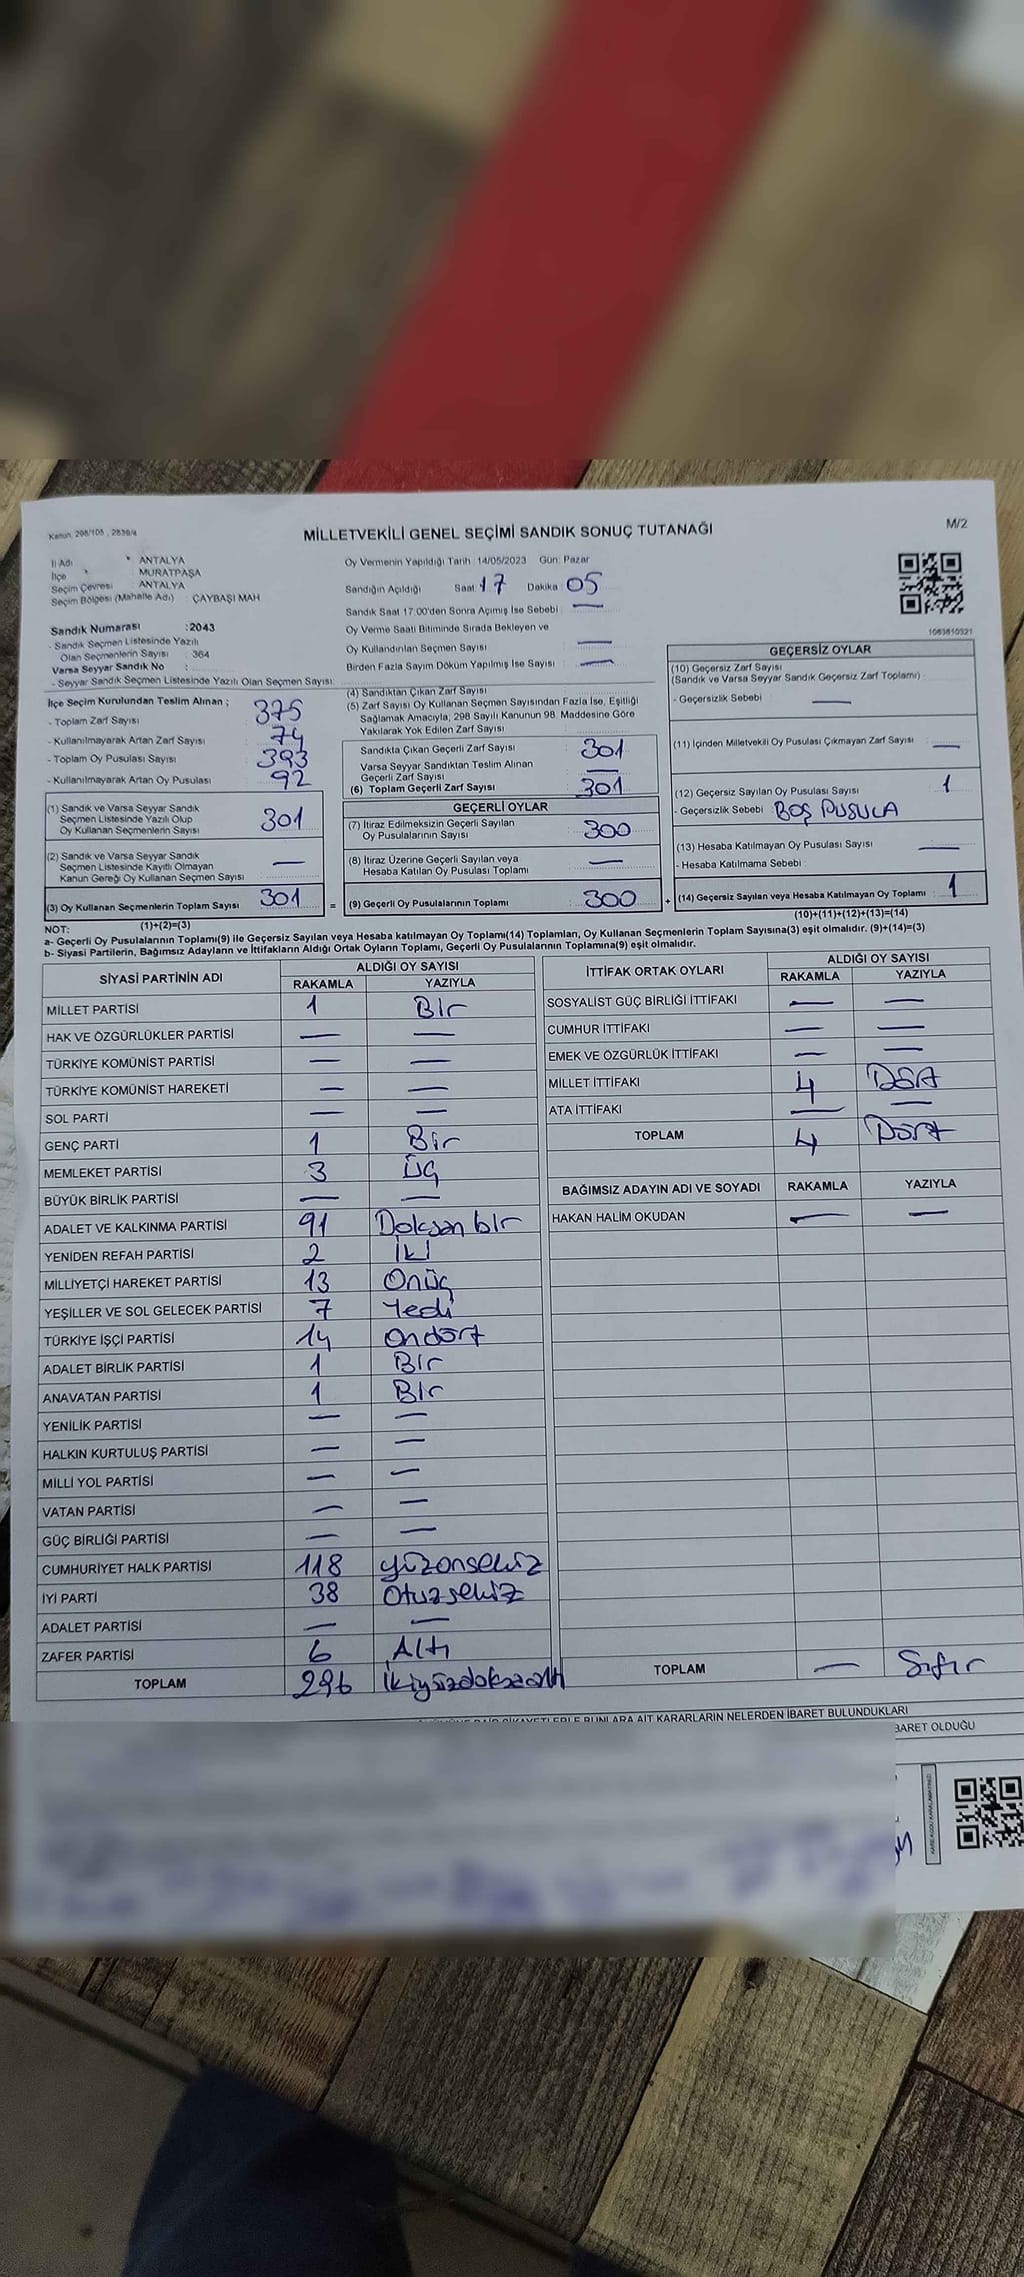 Kanun: 298/105 , 2839/4
MİLLETVEKİLİ GENEL SEÇİMİ SANDIK SONUÇ TUTANAĞI
M/2
İl Adı : ANTALYA
İlçe : MURATPAŞA
Seçim Çevresi : ANTALYA
Seçim Bölgesi (Mahalle Adı) : ÇAYBAŞI MAH.
Sandık Numarası :2043
- Sandık Seçmen Listesinde Yazılı
Olan Seçmenlerin Sayısı : 364
Varsa Seyyar Sandık No :
- Seyyar Sandık Seçmen Listesinde Yazılı Olan Seçmen Sayısı:
Oy Vermenin Yapıldığı Tarih :14/05/2023 Gün: Pazar
Sandığın Açıldığı Saat: 17 Dakika: 05
Sandık Saat 17:00'den Sonra Açımış İse Sebebi : —
Oy Verme Saati Bitiminde Sırada Bekleyen ve
Oy Kullandırılan Seçmen Sayısı : —
Birden Fazla Sayım Döküm Yapılmış İse Sayısı : —
1083810321
İlçe Seçim Kurulundan Teslim Alınan ;
- Toplam Zarf Sayısı : 375
- Kullanılmayarak Artan Zarf Sayısı : 74
- Toplam Oy Pusulası Sayısı : 393
- Kullanılmayarak Artan Oy Pusulası : 92
(1) Sandık ve Varsa Seyyar Sandık
Seçmen Listesinde Yazılı Olup
Oy Kullanan Seçmenlerin Sayısı : 301
(2) Sandık ve Varsa Seyyar Sandık
Seçmen Listesinde Kayıtlı Olmayan
Kanun Gereği Oy Kullanan Seçmen Sayısı : —
(3) Oy Kullanan Seçmenlerin Toplam Sayısı : 301
(1)+(2)=(3)
(4) Sandıktan Çıkan Zarf Sayısı :
(5) Zarf Sayısı Oy Kullanan Seçmen Sayısından Fazla İse, Eşitliği
Sağlamak Amacıyla; 298 Sayılı Kanunun 98. Maddesine Göre
Yakılarak Yok Edilen Zarf Sayısı :
Sandıkta Çıkan Geçerli Zarf Sayısı : 301
Varsa Seyyar Sandıktan Teslim Alınan
Geçerli Zarf Sayısı : —
(6) Toplam Geçerli Zarf Sayısı : 301
GEÇERLİ OYLAR
(7) İtiraz Edilmeksizin Geçerli Sayılan
Oy Pusulalarının Sayısı : 300
(8) İtiraz Üzerine Geçerli Sayılan veya
Hesaba Katılan Oy Pusulası Toplamı : —
= (9) Geçerli Oy Pusulalarının Toplamı : 300 +
GEÇERSİZ OYLAR
(10) Geçersiz Zarf Sayısı
(Sandık ve Varsa Seyyar Sandık Geçersiz Zarf Toplamı) :
- Geçersizlik Sebebi : —
(11) İçinden Milletvekili Oy Pusulası Çıkmayan Zarf Sayısı : —
(12) Geçersiz Sayılan Oy Pusulası Sayısı : 1
- Geçersizlik Sebebi : BOŞ PUSULA
(13) Hesaba Katılmayan Oy Pusulası Sayısı : —
- Hesaba Katılmama Sebebi :
(14) Geçersiz Sayılan veya Hesaba Katılmayan Oy Toplamı : 1
(10)+(11)+(12)+(13)=(14)
NOT:
a- Geçerli Oy Pusulalarının Toplamı(9) ile Geçersiz Sayılan veya Hesaba katılmayan Oy Toplamı(14) Toplamları, Oy Kullanan Seçmenlerin Toplam Sayısına(3) eşit olmalıdır. (9)+(14)=(3)
b- Siyasi Partilerin, Bağımsız Adayların ve İttifakların Aldığı Ortak Oyların Toplamı, Geçerli Oy Pusulalarının Toplamına(9) eşit olmalıdır.
SİYASİ PARTİNİN ADI ALDIĞI OY SAYISI
RAKAMLA YAZIYLA
MİLLET PARTİSİ 1 Bir
HAK VE ÖZGÜRLÜKLER PARTİSİ — —
TÜRKİYE KOMÜNİST PARTİSİ — —
TÜRKİYE KOMÜNİST HAREKETİ — —
SOL PARTİ — —
GENÇ PARTİ 1 Bir
MEMLEKET PARTİSİ 3 Üç
BÜYÜK BİRLİK PARTİSİ — —
ADALET VE KALKINMA PARTİSİ 91 Doksan bir
YENİDEN REFAH PARTİSİ 2 İki
MİLLİYETÇİ HAREKET PARTİSİ 13 Onüç
YEŞİLLER VE SOL GELECEK PARTİSİ 7 Yedi
TÜRKİYE İŞÇİ PARTİSİ 14 Ondört
ADALET BİRLİK PARTİSİ 1 Bir
ANAVATAN PARTİSİ 1 Bir
YENİLİK PARTİSİ — —
HALKIN KURTULUŞ PARTİSİ — —
MİLLİ YOL PARTİSİ — —
VATAN PARTİSİ — —
GÜÇ BİRLİĞİ PARTİSİ — —
CUMHURİYET HALK PARTİSİ 118 yüzonsekiz
İYİ PARTİ 38 Otuzsekiz
ADALET PARTİSİ — —
ZAFER PARTİSİ 6 Altı
TOPLAM 296 İkiyüzdoksanaltı
İTTİFAK ORTAK OYLARI ALDIĞI OY SAYISI
RAKAMLA YAZIYLA
SOSYALİST GÜÇ BİRLİĞİ İTTİFAKI — —
CUMHUR İTTİFAKI — —
EMEK VE ÖZGÜRLÜK İTTİFAKI — —
MİLLET İTTİFAKI 4 Dört
ATA İTTİFAKI — —
TOPLAM 4 Dört
BAĞIMSIZ ADAYIN ADI VE SOYADI RAKAMLA YAZIYLA
HAKAN HALİM OKUDAN — —
TOPLAM — Sıfır
ŞİKAYETLERLE BUNLARA AİT KARARLARIN NELERDEN İBARET BULUNDUKLARI
BARET OLDUĞU